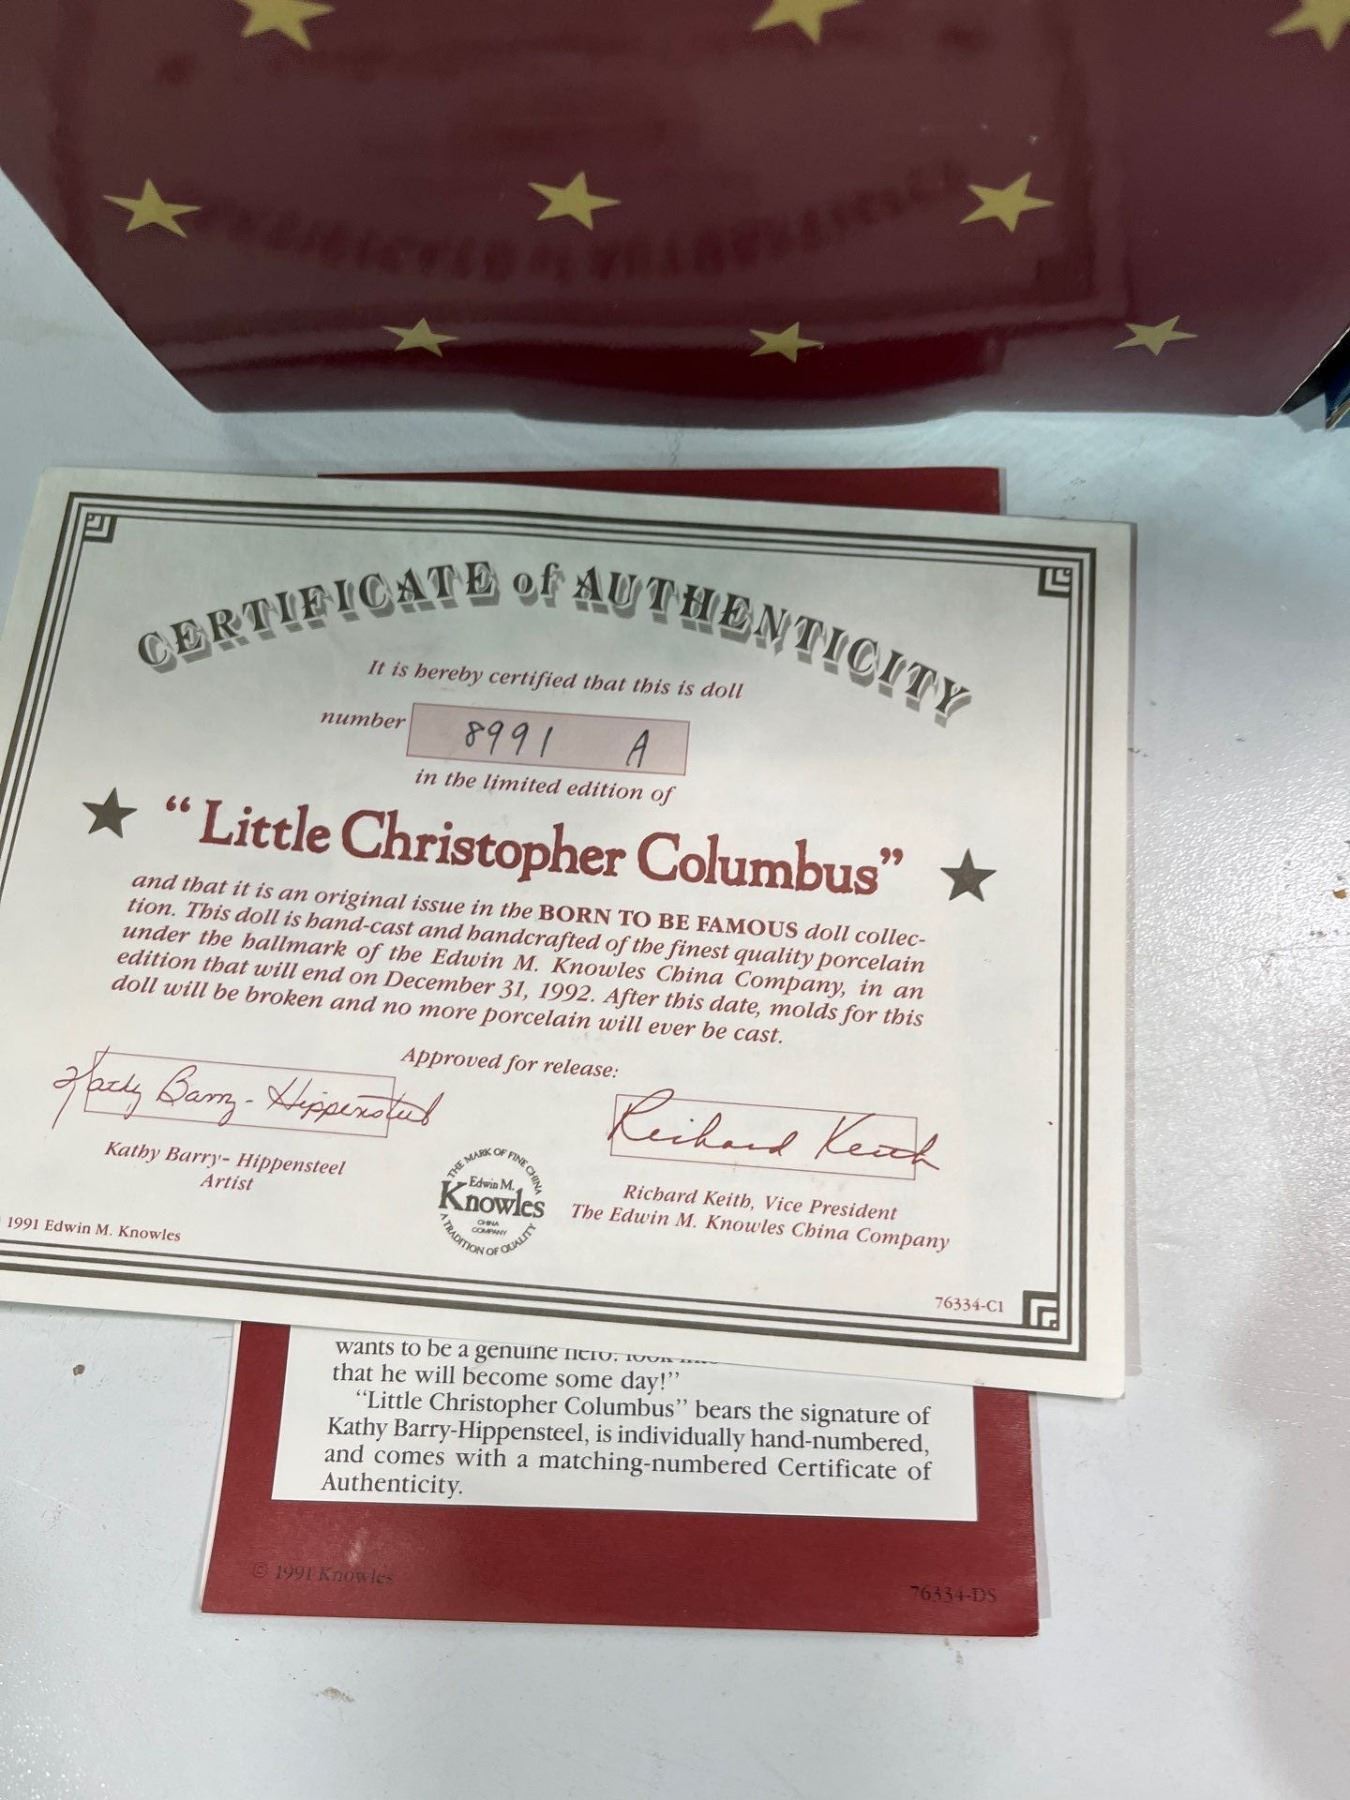 CERTIFICATE of AUTHENTICITY
It is hereby certified that this is doll
number 8991 A
in the limited edition of
“Little Christopher Columbus”
and that it is an original issue in the BORN TO BE FAMOUS doll collec-
tion. This doll is hand-cast and handcrafted of the finest quality porcelain
under the hallmark of the Edwin M. Knowles China Company, in an
edition that will end on December 31, 1992. After this date, molds for this
doll will be broken and no more porcelain will ever be cast.
Approved for release:
Kathy Barry-Hippensteel
Richard Keith
Kathy Barry-Hippensteel
Artist
THE MARK OF FINE CHINA
Edwin M.
Knowles
CHINA
COMPANY
A TRADITION OF QUALITY
Richard Keith, Vice President
The Edwin M. Knowles China Company
1991 Edwin M. Knowles
76334-C1
wants to be a genuine hero.
that he will become some day!”
“Little Christopher Columbus” bears the signature of
Kathy Barry-Hippensteel, is individually hand-numbered,
and comes with a matching-numbered Certificate of
Authenticity.
© 1991 Knowles
76334-DS